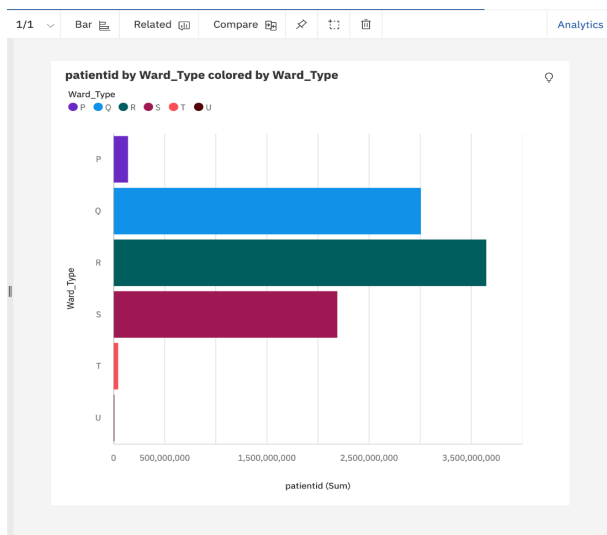 1/1 Bar Related Compare Analytics
patientid by Ward_Type colored by Ward_Type
Ward_Type
P Q R S T U
P
Q
R
S
T
U
Ward_Type
0 500,000,000 1,500,000,000 2,500,000,000 3,500,000,000
patientid (Sum)